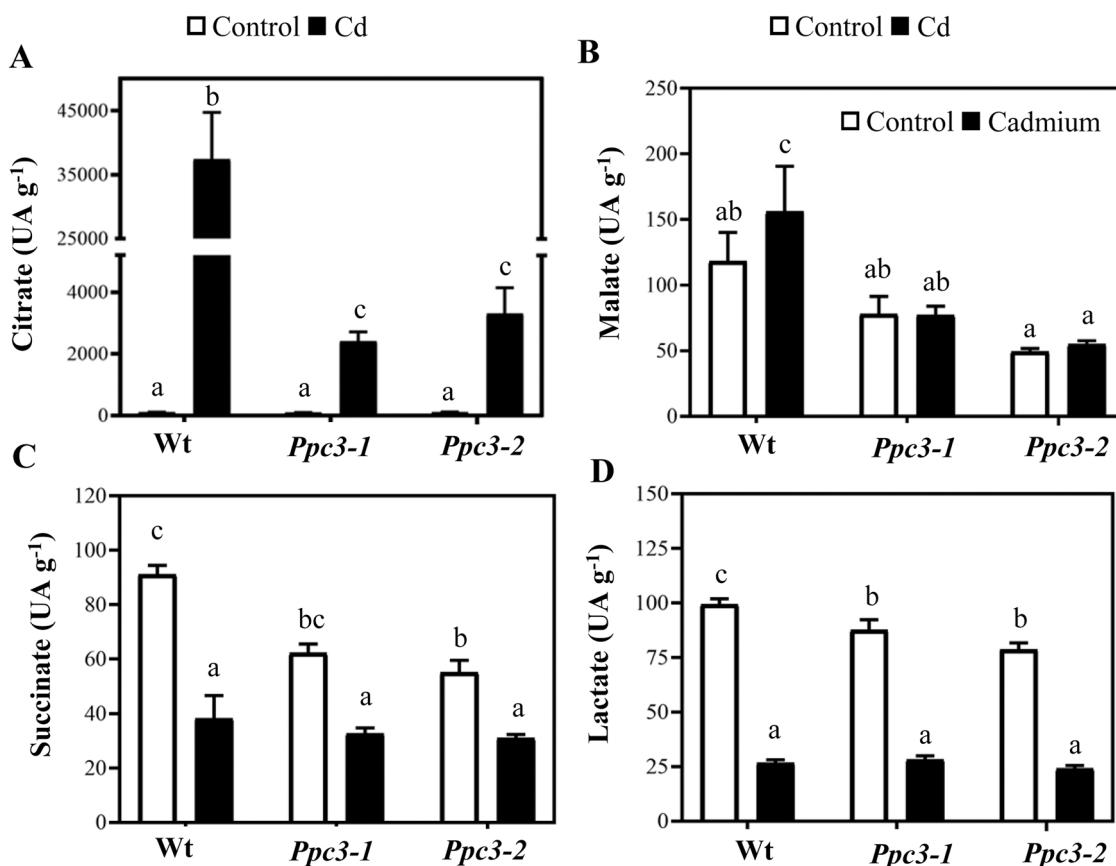 Control Cd
A
Citrate (UA g-1)
45000
35000
25000
4000
2000
0
a b a c a c
Wt Ppc3-1 Ppc3-2
Control Cd
B
Malate (UA g-1)
250
200
150
100
50
0
Control Cadmium
ab c ab ab a a
Wt Ppc3-1 Ppc3-2
C
Succinate (UA g-1)
120
100
80
60
40
20
0
c a bc a b a
Wt Ppc3-1 Ppc3-2
D
Lactate (UA g-1)
150
125
100
75
50
25
0
c a b a b a
Wt Ppc3-1 Ppc3-2